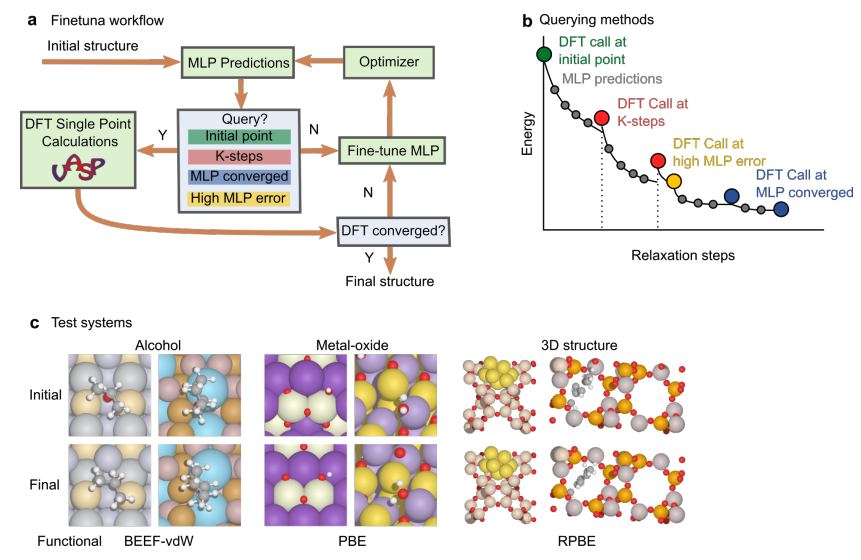 a Finetuna workflow
Initial structure
MLP Predictions
Optimizer
DFT Single Point
Calculations
VASP
Y
Query?
Initial point
K-steps
MLP converged
High MLP error
N
Fine-tune MLP
N
DFT converged?
Y
Final structure
b Querying methods
DFT call at
initial point
MLP predictions
DFT Call at
K-steps
DFT Call at
high MLP error
DFT Call at
MLP converged
Energy
Relaxation steps
c Test systems
Alcohol Metal-oxide 3D structure
Initial
Final
Functional BEEF-vdW PBE RPBE